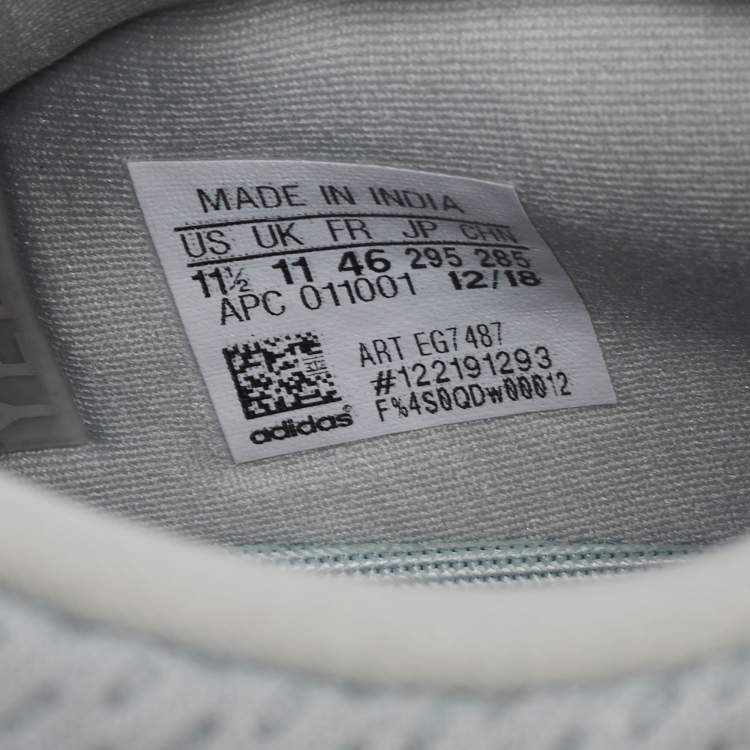 MADE IN INDIA
US UK FR JP CHN
11½ 11 46 295 285
APC 011001 12/18
ART EG7487
#122191293
F%4S0QDW00012
adidas®